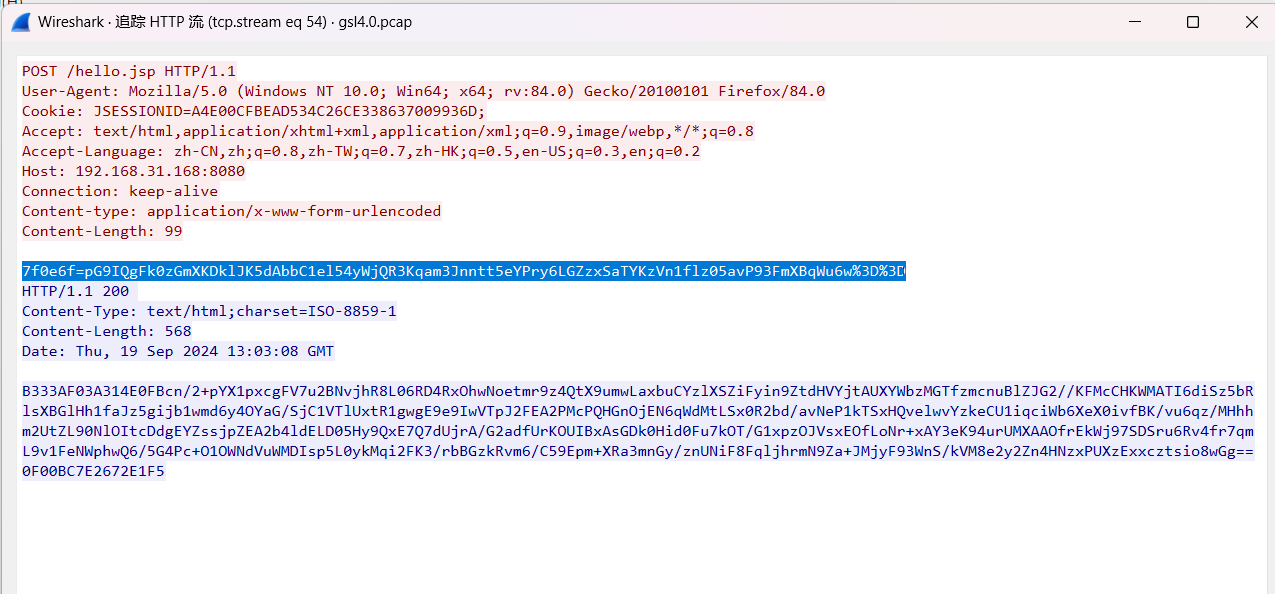 Wireshark · 追踪 HTTP 流 (tcp.stream eq 54) · gsl4.0.pcap
POST /hello.jsp HTTP/1.1
User-Agent: Mozilla/5.0 (Windows NT 10.0; Win64; x64; rv:84.0) Gecko/20100101 Firefox/84.0
Cookie: JSESSIONID=A4E00CFBEAD534C26CE338637009936D;
Accept: text/html,application/xhtml+xml,application/xml;q=0.9,image/webp,*/*;q=0.8
Accept-Language: zh-CN,zh;q=0.8,zh-TW;q=0.7,zh-HK;q=0.5,en-US;q=0.3,en;q=0.2
Host: 192.168.31.168:8080
Connection: keep-alive
Content-type: application/x-www-form-urlencoded
Content-Length: 99
7f0e6f=pG9IQgFk0zGmXKDklJK5dAbbC1el54yWjQR3Kqam3Jnntt5eYPry6LGZzxSaTYKzVn1flz05avP93FmXBqWu6w%3D%3D
HTTP/1.1 200
Content-Type: text/html;charset=ISO-8859-1
Content-Length: 568
Date: Thu, 19 Sep 2024 13:03:08 GMT
B333AF03A314E0FBcn/2+pYX1pxcgFV7u2BNvjhR8L06RD4RxOhwNoetmr9z4QtX9umwLaxbuCYzlXSZiFyin9ZtdHVYjtAUXYWbzMGTfzmcnuBlZJG2//KFMcCHKWMATI6diSz5bR
lsXBGlHh1faJz5gijb1wmd6y4OYaG/SjC1VTlUxtR1gwgE9e9IwVTpJ2FEA2PMcPQHGnOjEN6qWdMtLSx0R2bd/avNeP1kTSxHQvelwvYzkeCU1iqciWb6XeX0ivfBK/vu6qz/MHhh
m2UtZL90NlOItcDdgEYZssjpZEA2b4ldELD05Hy9QxE7Q7dUjrA/G2adfUrKOUIBxAsGDk0Hid0Fu7kOT/G1xpzOJVsxEOfLoNr+xAY3eK94urUMXAAOfrEkWj97SDSru6Rv4fr7qm
L9v1FeNWphwQ6/5G4Pc+O1OWNdVuWMDIsp5L0ykMqi2FK3/rbBGzkRvm6/C59Epm+XRa3mnGy/znUNiF8FqljhrmN9Za+JMjyF93WnS/kVM8e2y2Zn4HNzxPUXzExxcztsio8wGg==
0F00BC7E2672E1F5